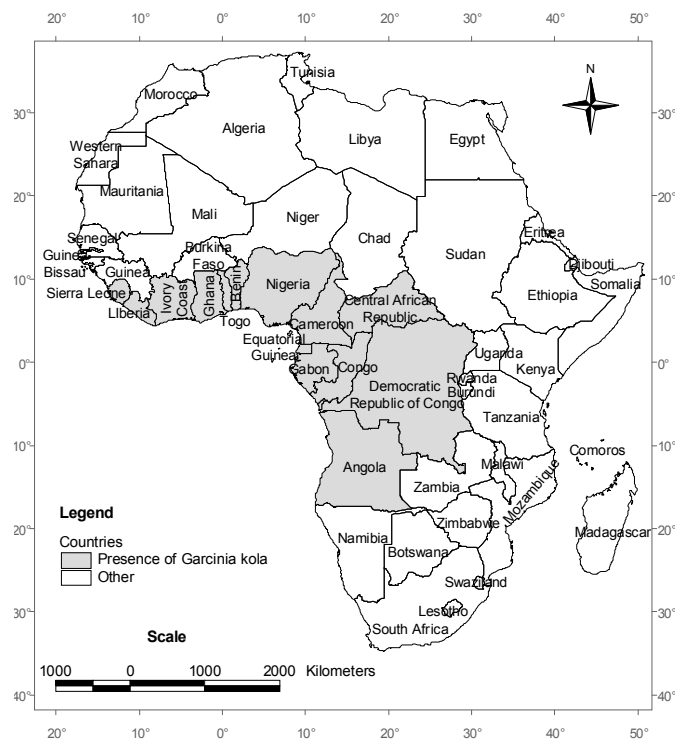 20° 10° 0° 10° 20° 30° 40° 50°
N
Tunisia
Morocco
30° 30°
Algeria
Libya
Egypt
Western
Sahara
20° 20°
Mauritania
Mali
Niger
Chad
Sudan
Eritrea
Senegal
Burkina
Faso
Guinea
Bissau
Guinea
Djibouti
10° 10°
Somalia
Nigeria
Ethiopia
Sierra Leone
Ivory
Coast
Ghana
Benin
Central African
Republic
LIberia
Togo
Cameroon
Equatorial
Guinea
Uganda
Kenya
0° 0°
Gabon
Congo
Rwanda
Burundi
Democratic
Republic of Congo
Tanzania
10° 10°
Comoros
Angola
Malawi
Zambia
Mozambique
Legend
Countries
Presence of Garcinia kola
Other
20° 20°
Zimbabwe
Madagascar
Namibia
Botswana
Swaziland
30° 30°
Lesotho
South Africa
Scale
1000 0 1000 2000 Kilometers
40° 40°
20° 10° 0° 10° 20° 30° 40° 50°